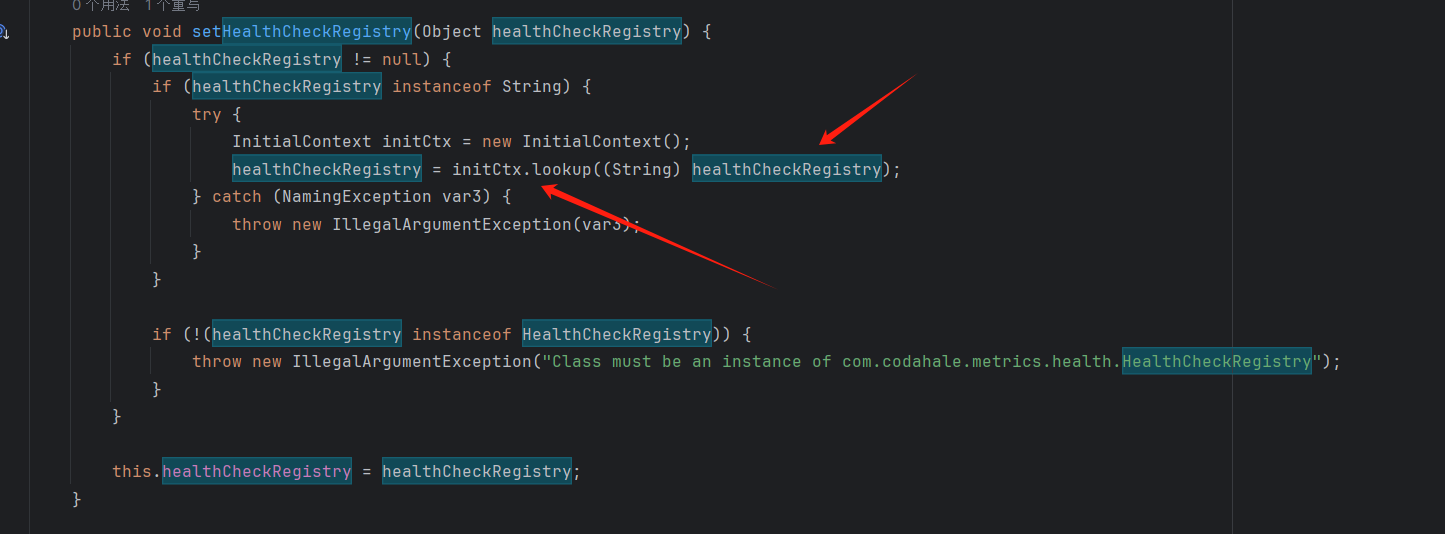 0 个用法   1 个重写
public void setHealthCheckRegistry(Object healthCheckRegistry) {
if (healthCheckRegistry != null) {
if (healthCheckRegistry instanceof String) {
try {
InitialContext initCtx = new InitialContext();
healthCheckRegistry = initCtx.lookup((String) healthCheckRegistry);
} catch (NamingException var3) {
throw new IllegalArgumentException(var3);
}
}
if (!(healthCheckRegistry instanceof HealthCheckRegistry)) {
throw new IllegalArgumentException("Class must be an instance of com.codahale.metrics.health.HealthCheckRegistry");
}
}
this.healthCheckRegistry = healthCheckRegistry;
}